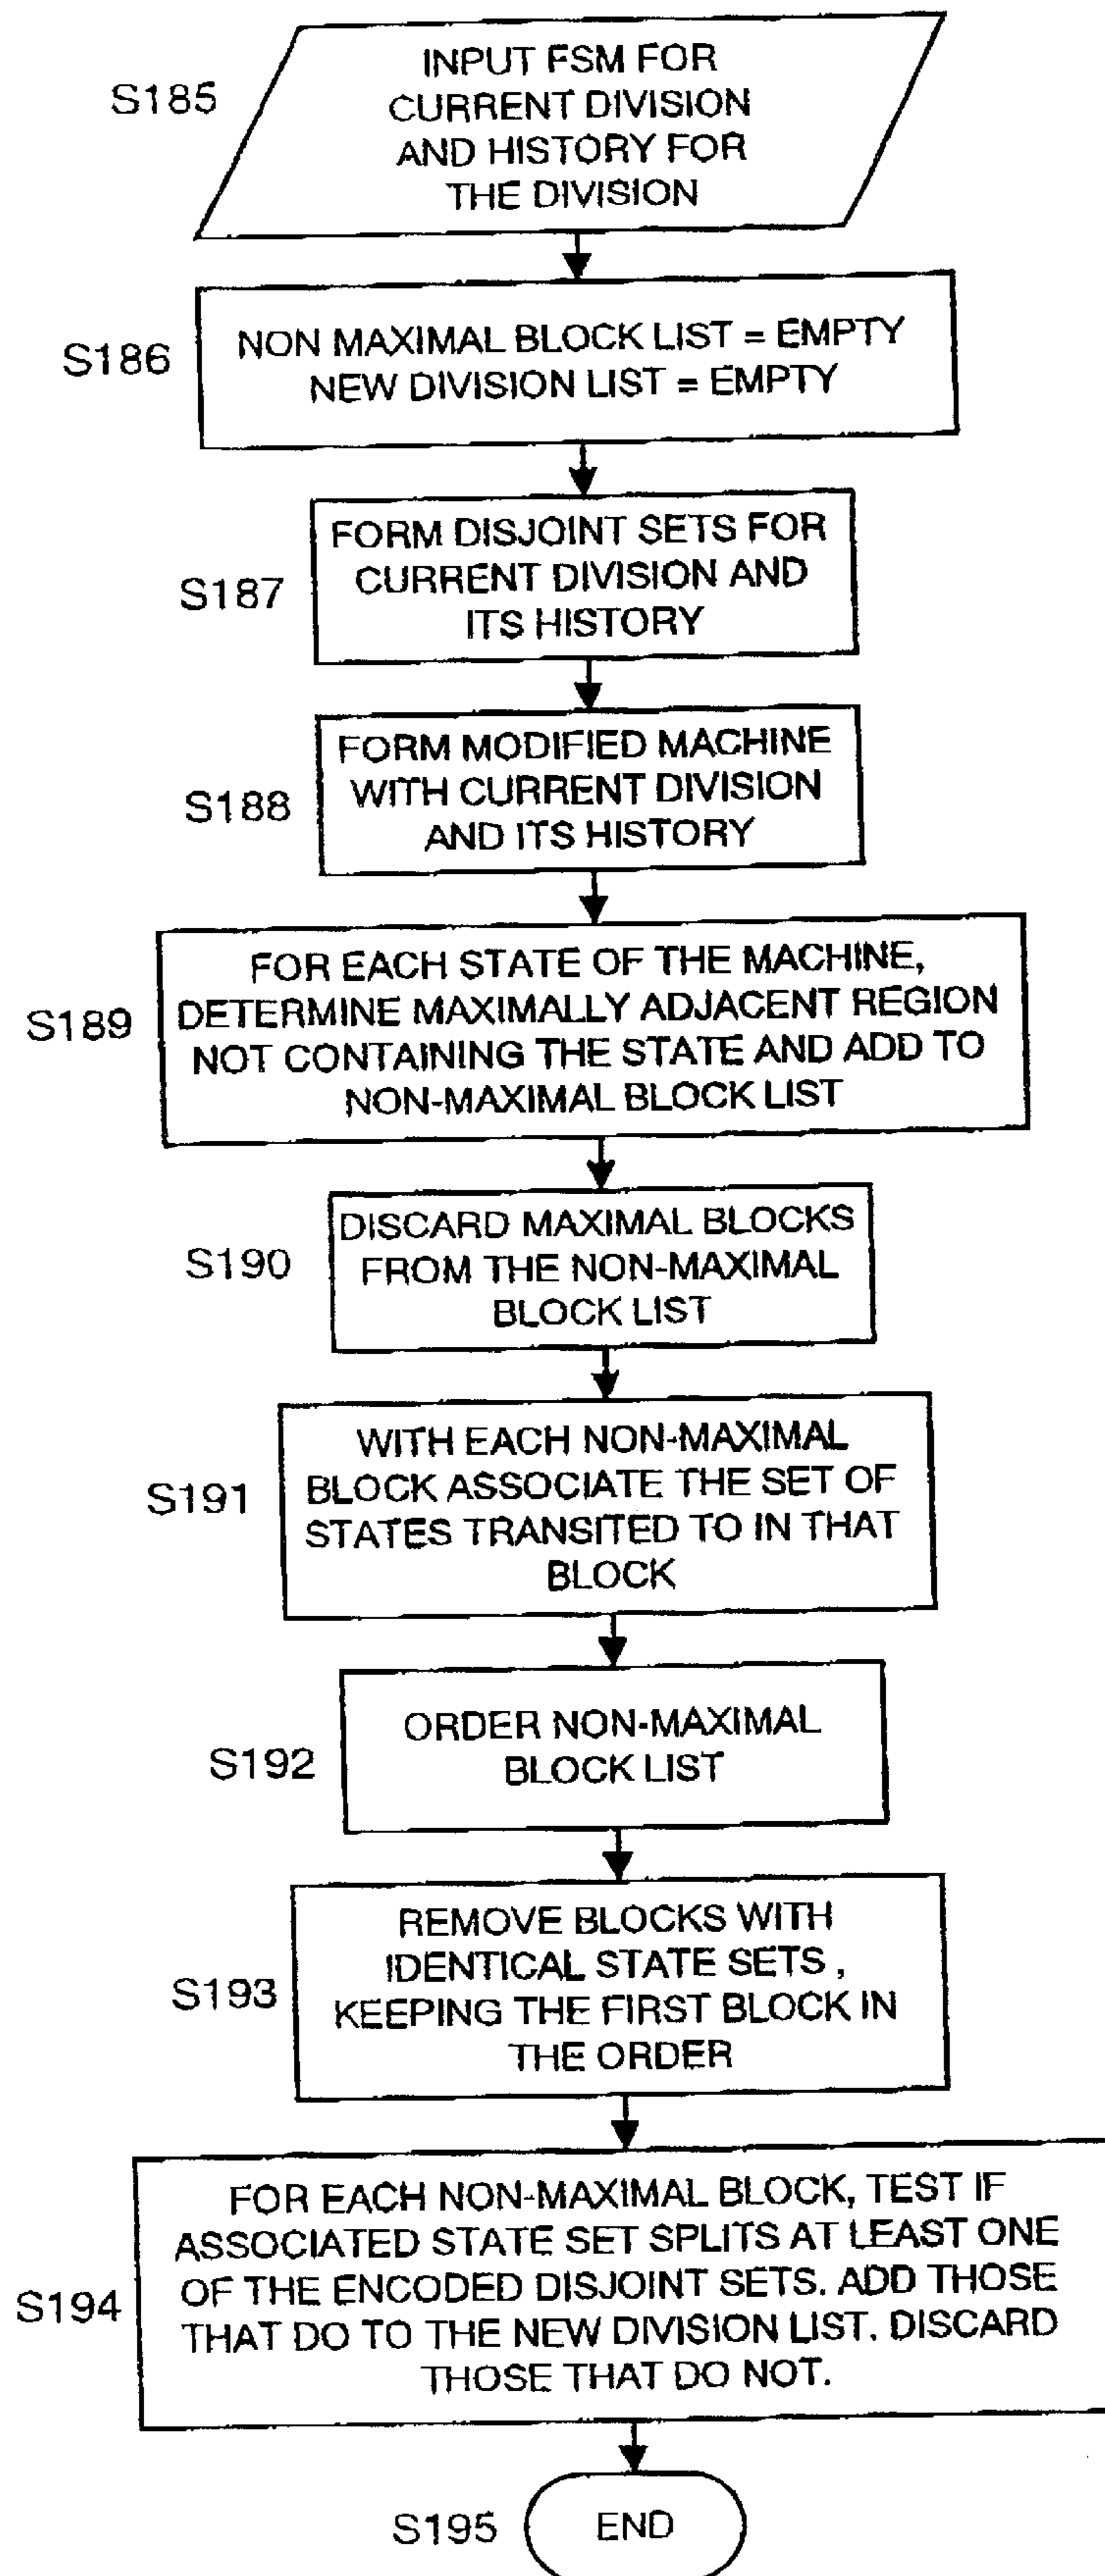 S185
INPUT FSM FOR
CURRENT DIVISION
AND HISTORY FOR
THE DIVISION
S186
NON MAXIMAL BLOCK LIST = EMPTY
NEW DIVISION LIST = EMPTY
S187
FORM DISJOINT SETS FOR
CURRENT DIVISION AND
ITS HISTORY
S188
FORM MODIFIED MACHINE
WITH CURRENT DIVISION
AND ITS HISTORY
S189
FOR EACH STATE OF THE MACHINE,
DETERMINE MAXIMALLY ADJACENT REGION
NOT CONTAINING THE STATE AND ADD TO
NON-MAXIMAL BLOCK LIST
S190
DISCARD MAXIMAL BLOCKS
FROM THE NON-MAXIMAL
BLOCK LIST
S191
WITH EACH NON-MAXIMAL
BLOCK ASSOCIATE THE SET OF
STATES TRANSITED TO IN THAT
BLOCK
S192
ORDER NON-MAXIMAL
BLOCK LIST
S193
REMOVE BLOCKS WITH
IDENTICAL STATE SETS ,
KEEPING THE FIRST BLOCK IN
THE ORDER
S194
FOR EACH NON-MAXIMAL BLOCK, TEST IF
ASSOCIATED STATE SET SPLITS AT LEAST ONE
OF THE ENCODED DISJOINT SETS. ADD THOSE
THAT DO TO THE NEW DIVISION LIST. DISCARD
THOSE THAT DO NOT.
S195
END